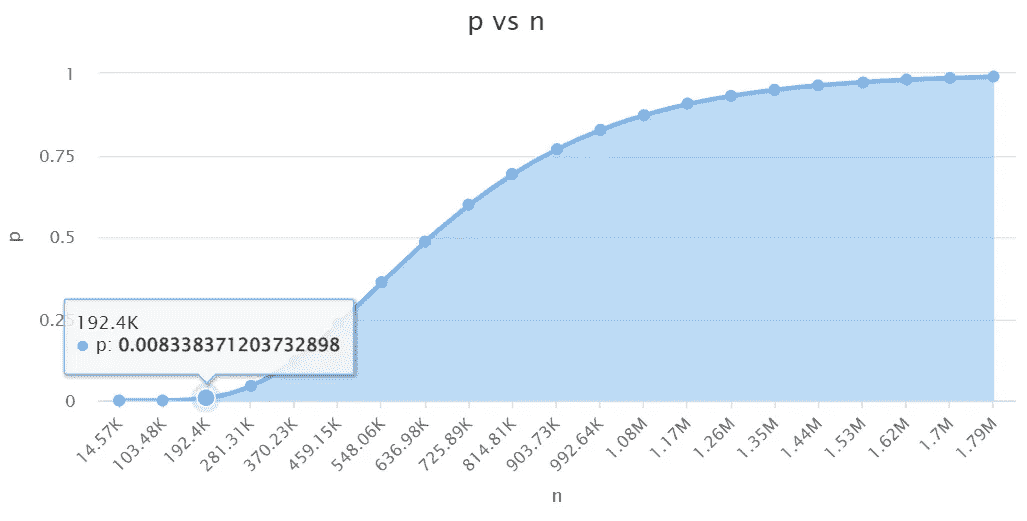 p vs n
1
0.75
0.5
0.25
0
p
192.4K
p: 0.008338371203732898
14.57K
103.48K
192.4K
281.31K
370.23K
459.15K
548.06K
636.98K
725.89K
814.81K
903.73K
992.64K
1.08M
1.17M
1.26M
1.35M
1.44M
1.53M
1.62M
1.7M
1.79M
n